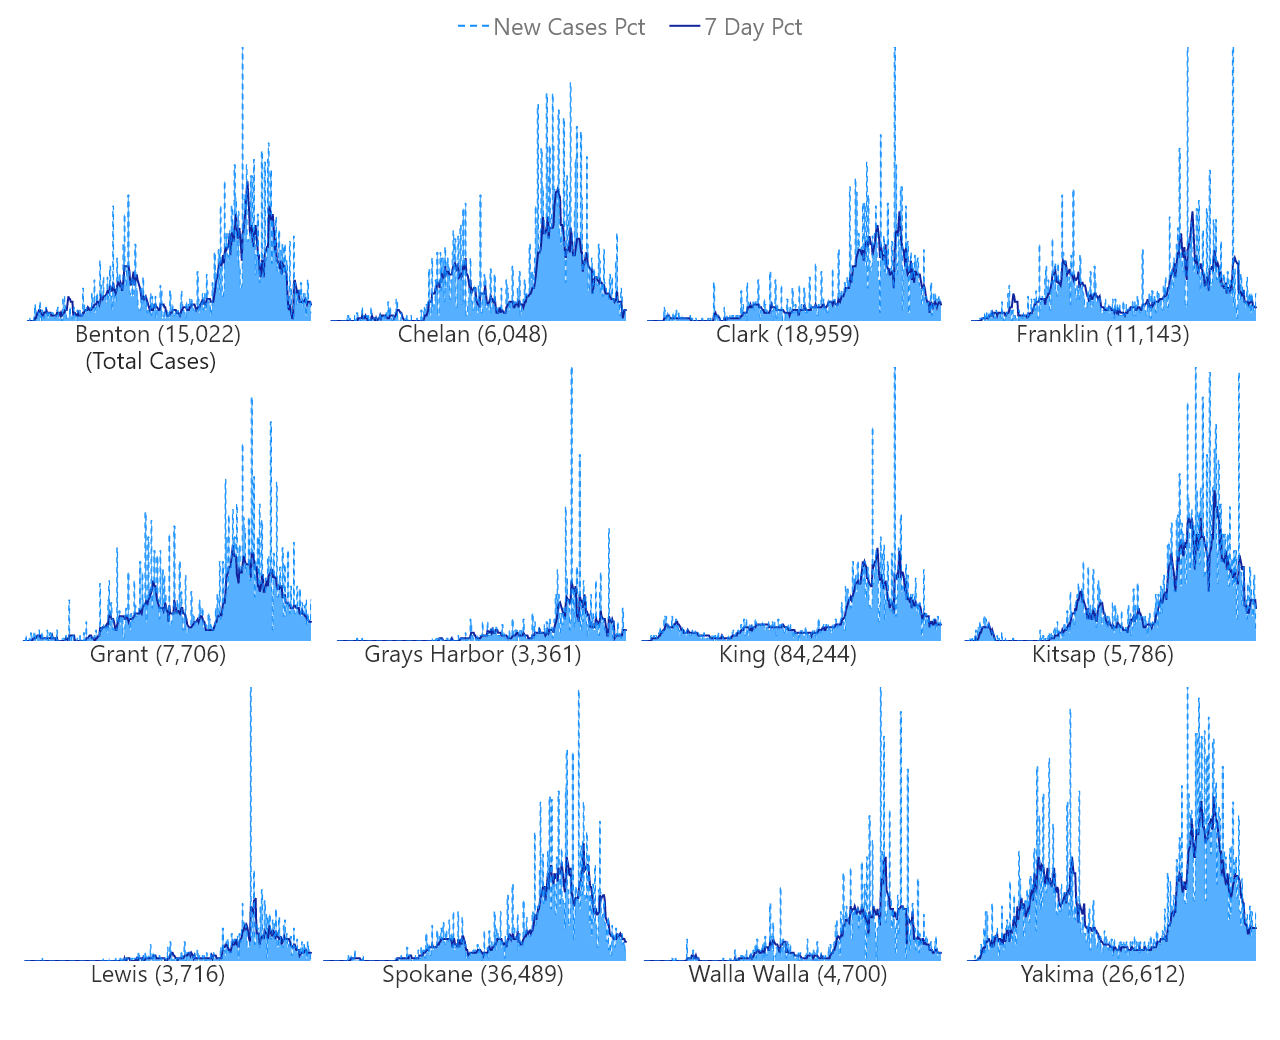 New Cases Pct 7 Day Pct
Benton (15,022) Chelan (6,048) Clark (18,959) Franklin (11,143)
(Total Cases)
Grant (7,706) Grays Harbor (3,361) King (84,244) Kitsap (5,786)
Lewis (3,716) Spokane (36,489) Walla Walla (4,700) Yakima (26,612)